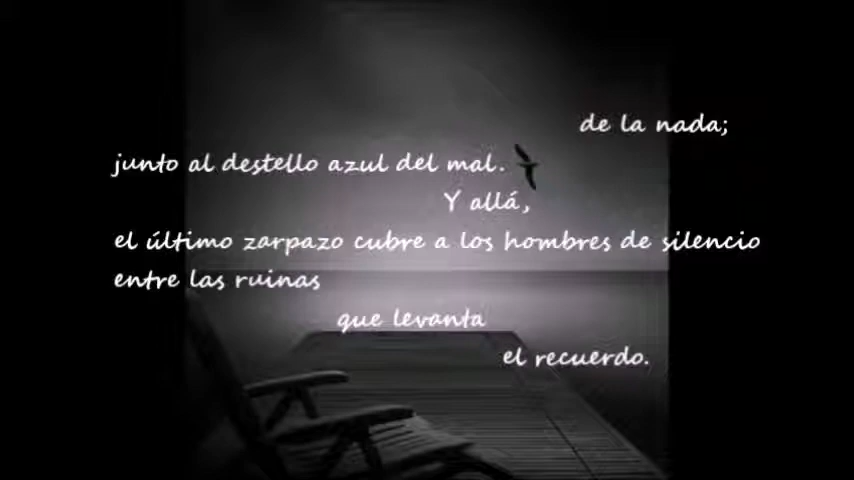 de la nada;
junto al destello azul del mal.
Y allá,
el último zarpazo cubre a los hombres de silencio
entre las ruinas
que levanta
el recuerdo.